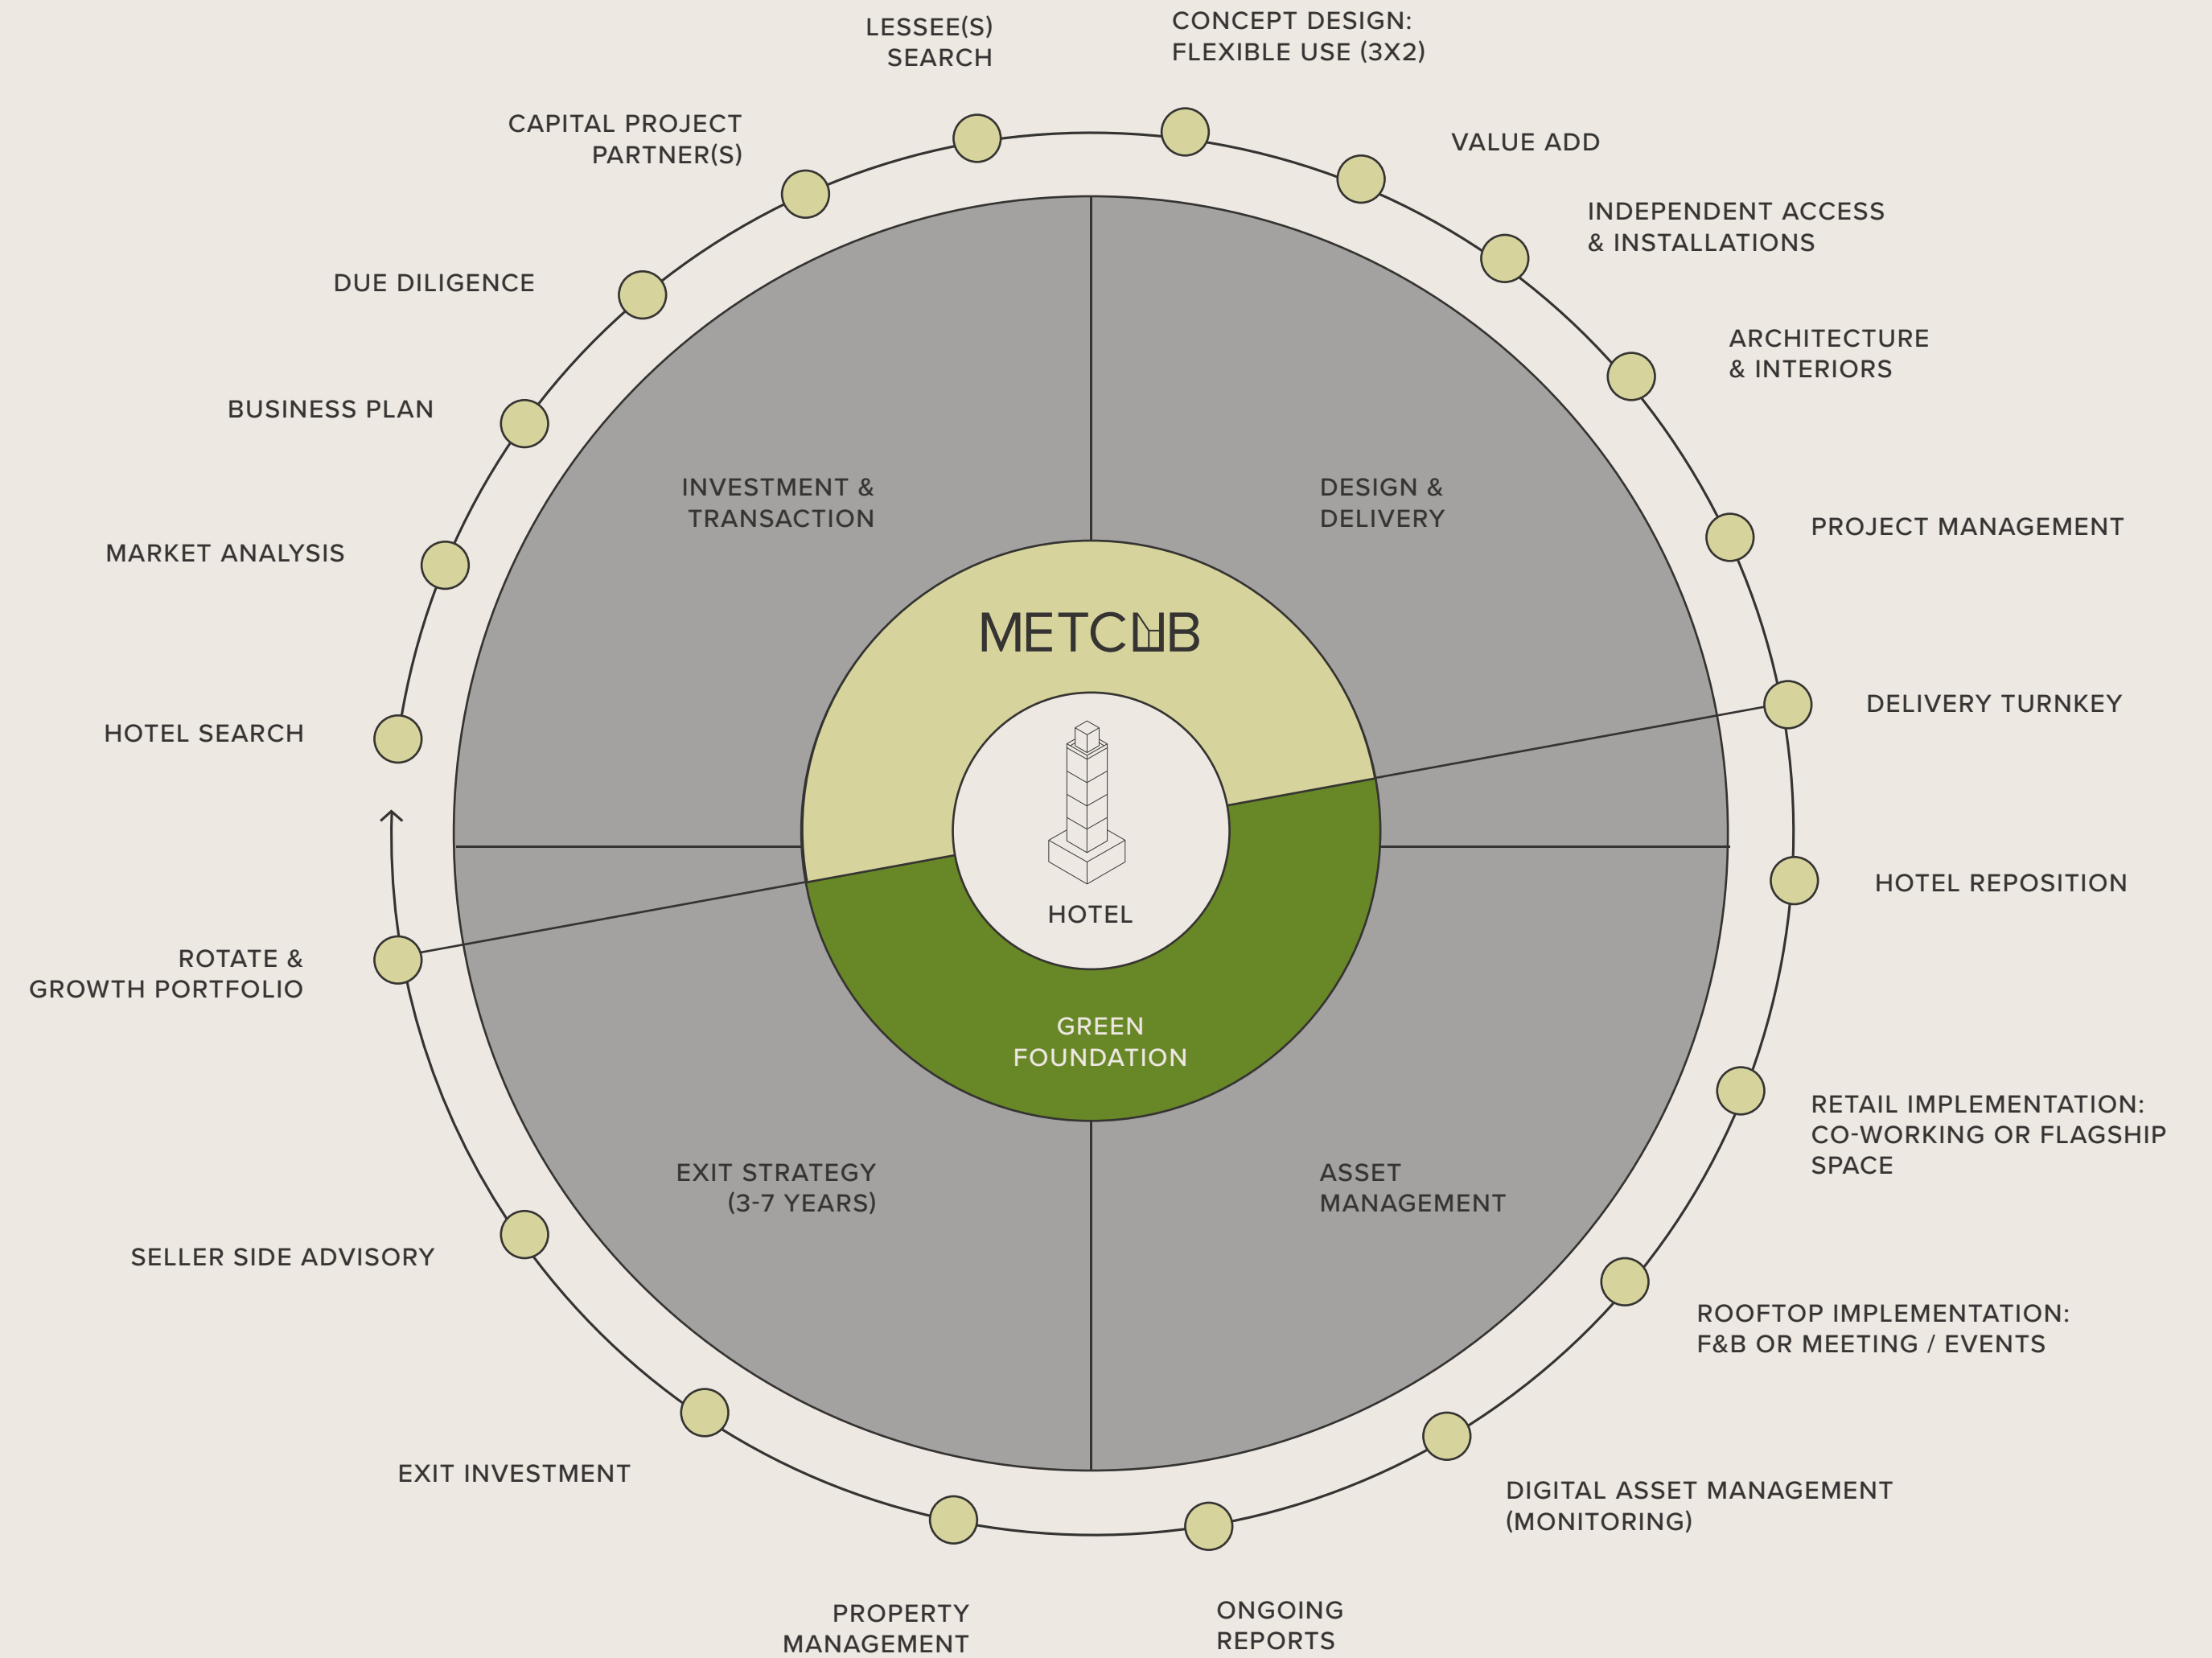 LESSEE(S)
SEARCH
CONCEPT DESIGN:
FLEXIBLE USE (3X2)
CAPITAL PROJECT
PARTNER(S)
VALUE ADD
INDEPENDENT ACCESS
& INSTALLATIONS
DUE DILIGENCE
ARCHITECTURE
& INTERIORS
BUSINESS PLAN
INVESTMENT &
TRANSACTION
DESIGN &
DELIVERY
PROJECT MANAGEMENT
MARKET ANALYSIS
METCUB
DELIVERY TURNKEY
HOTEL SEARCH
HOTEL REPOSITION
HOTEL
ROTATE &
GROWTH PORTFOLIO
GREEN
FOUNDATION
RETAIL IMPLEMENTATION:
CO-WORKING OR FLAGSHIP
SPACE
EXIT STRATEGY
(3-7 YEARS)
ASSET
MANAGEMENT
SELLER SIDE ADVISORY
ROOFTOP IMPLEMENTATION:
F&B OR MEETING / EVENTS
EXIT INVESTMENT
DIGITAL ASSET MANAGEMENT
(MONITORING)
PROPERTY
MANAGEMENT
ONGOING
REPORTS